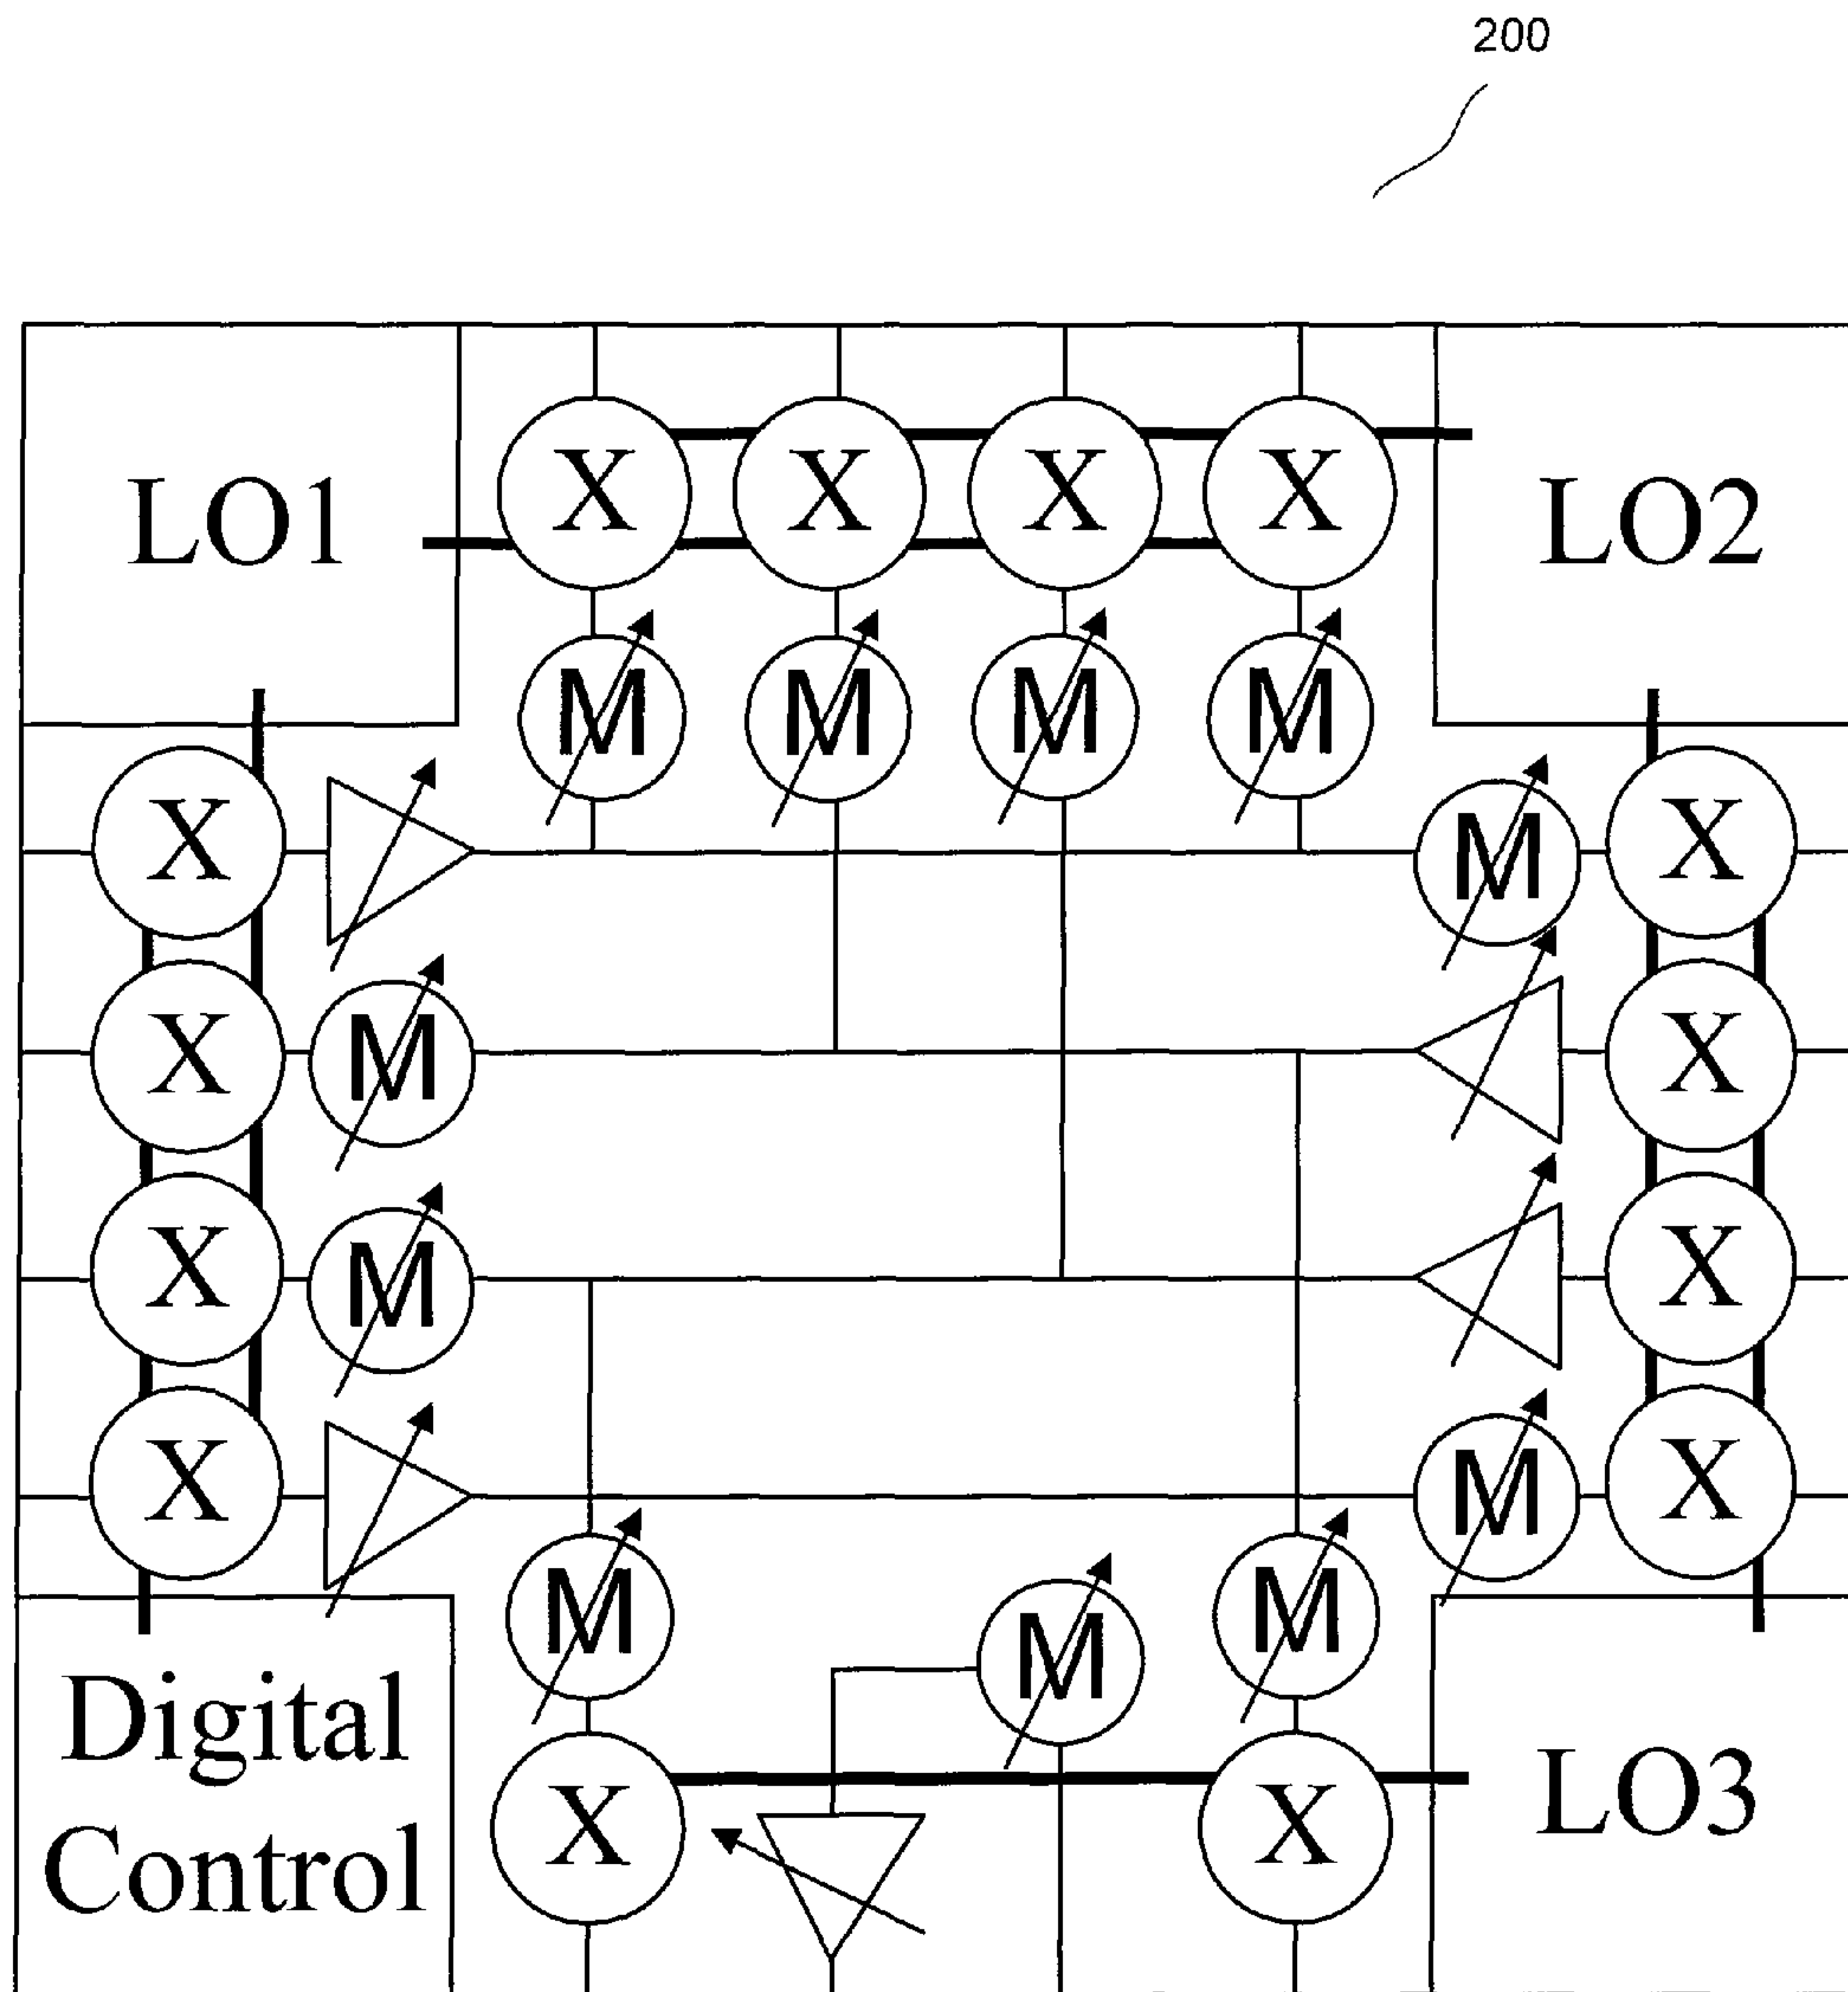 200
X X X X
LO1 LO2
M M M M
X M X
X M X
X M X
X M X
M M M
Digital
Control
X X LO3